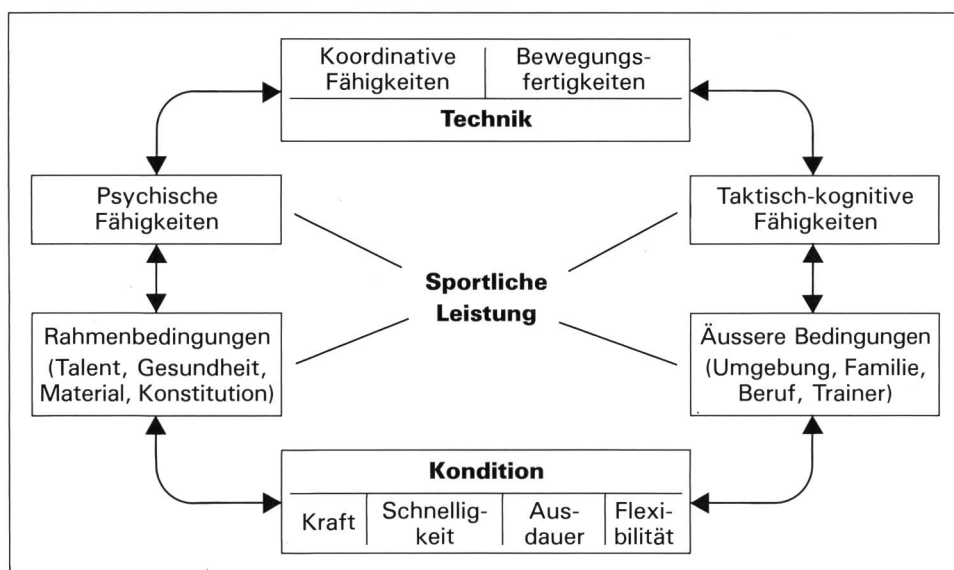 Koordinative
Fähigkeiten
Bewegungs-
fertigkeiten
Technik
Psychische
Fähigkeiten
Taktisch-kognitive
Fähigkeiten
Sportliche
Leistung
Rahmenbedingungen
(Talent, Gesundheit,
Material, Konstitution)
Äussere Bedingungen
(Umgebung, Familie,
Beruf, Trainer)
Kondition
Kraft
Schnellig-
keit
Aus-
dauer
Flexi-
bilität